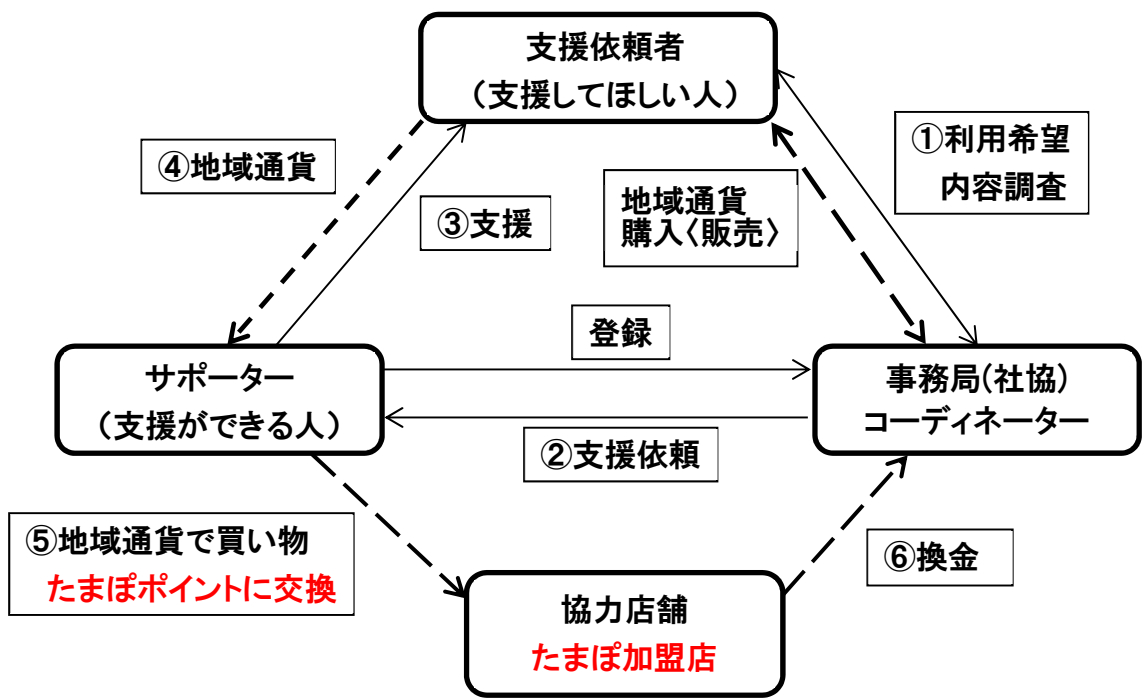 支援依頼者
（支援してほしい人）
④地域通貨
③支援
地域通貨
購入〈販売〉
①利用希望
内容調査
登録
サポーター
（支援ができる人）
事務局(社協)
コーディネーター
②支援依頼
⑤地域通貨で買い物
たまぽポイントに交換
⑥換金
協力店舗
たまぽ加盟店